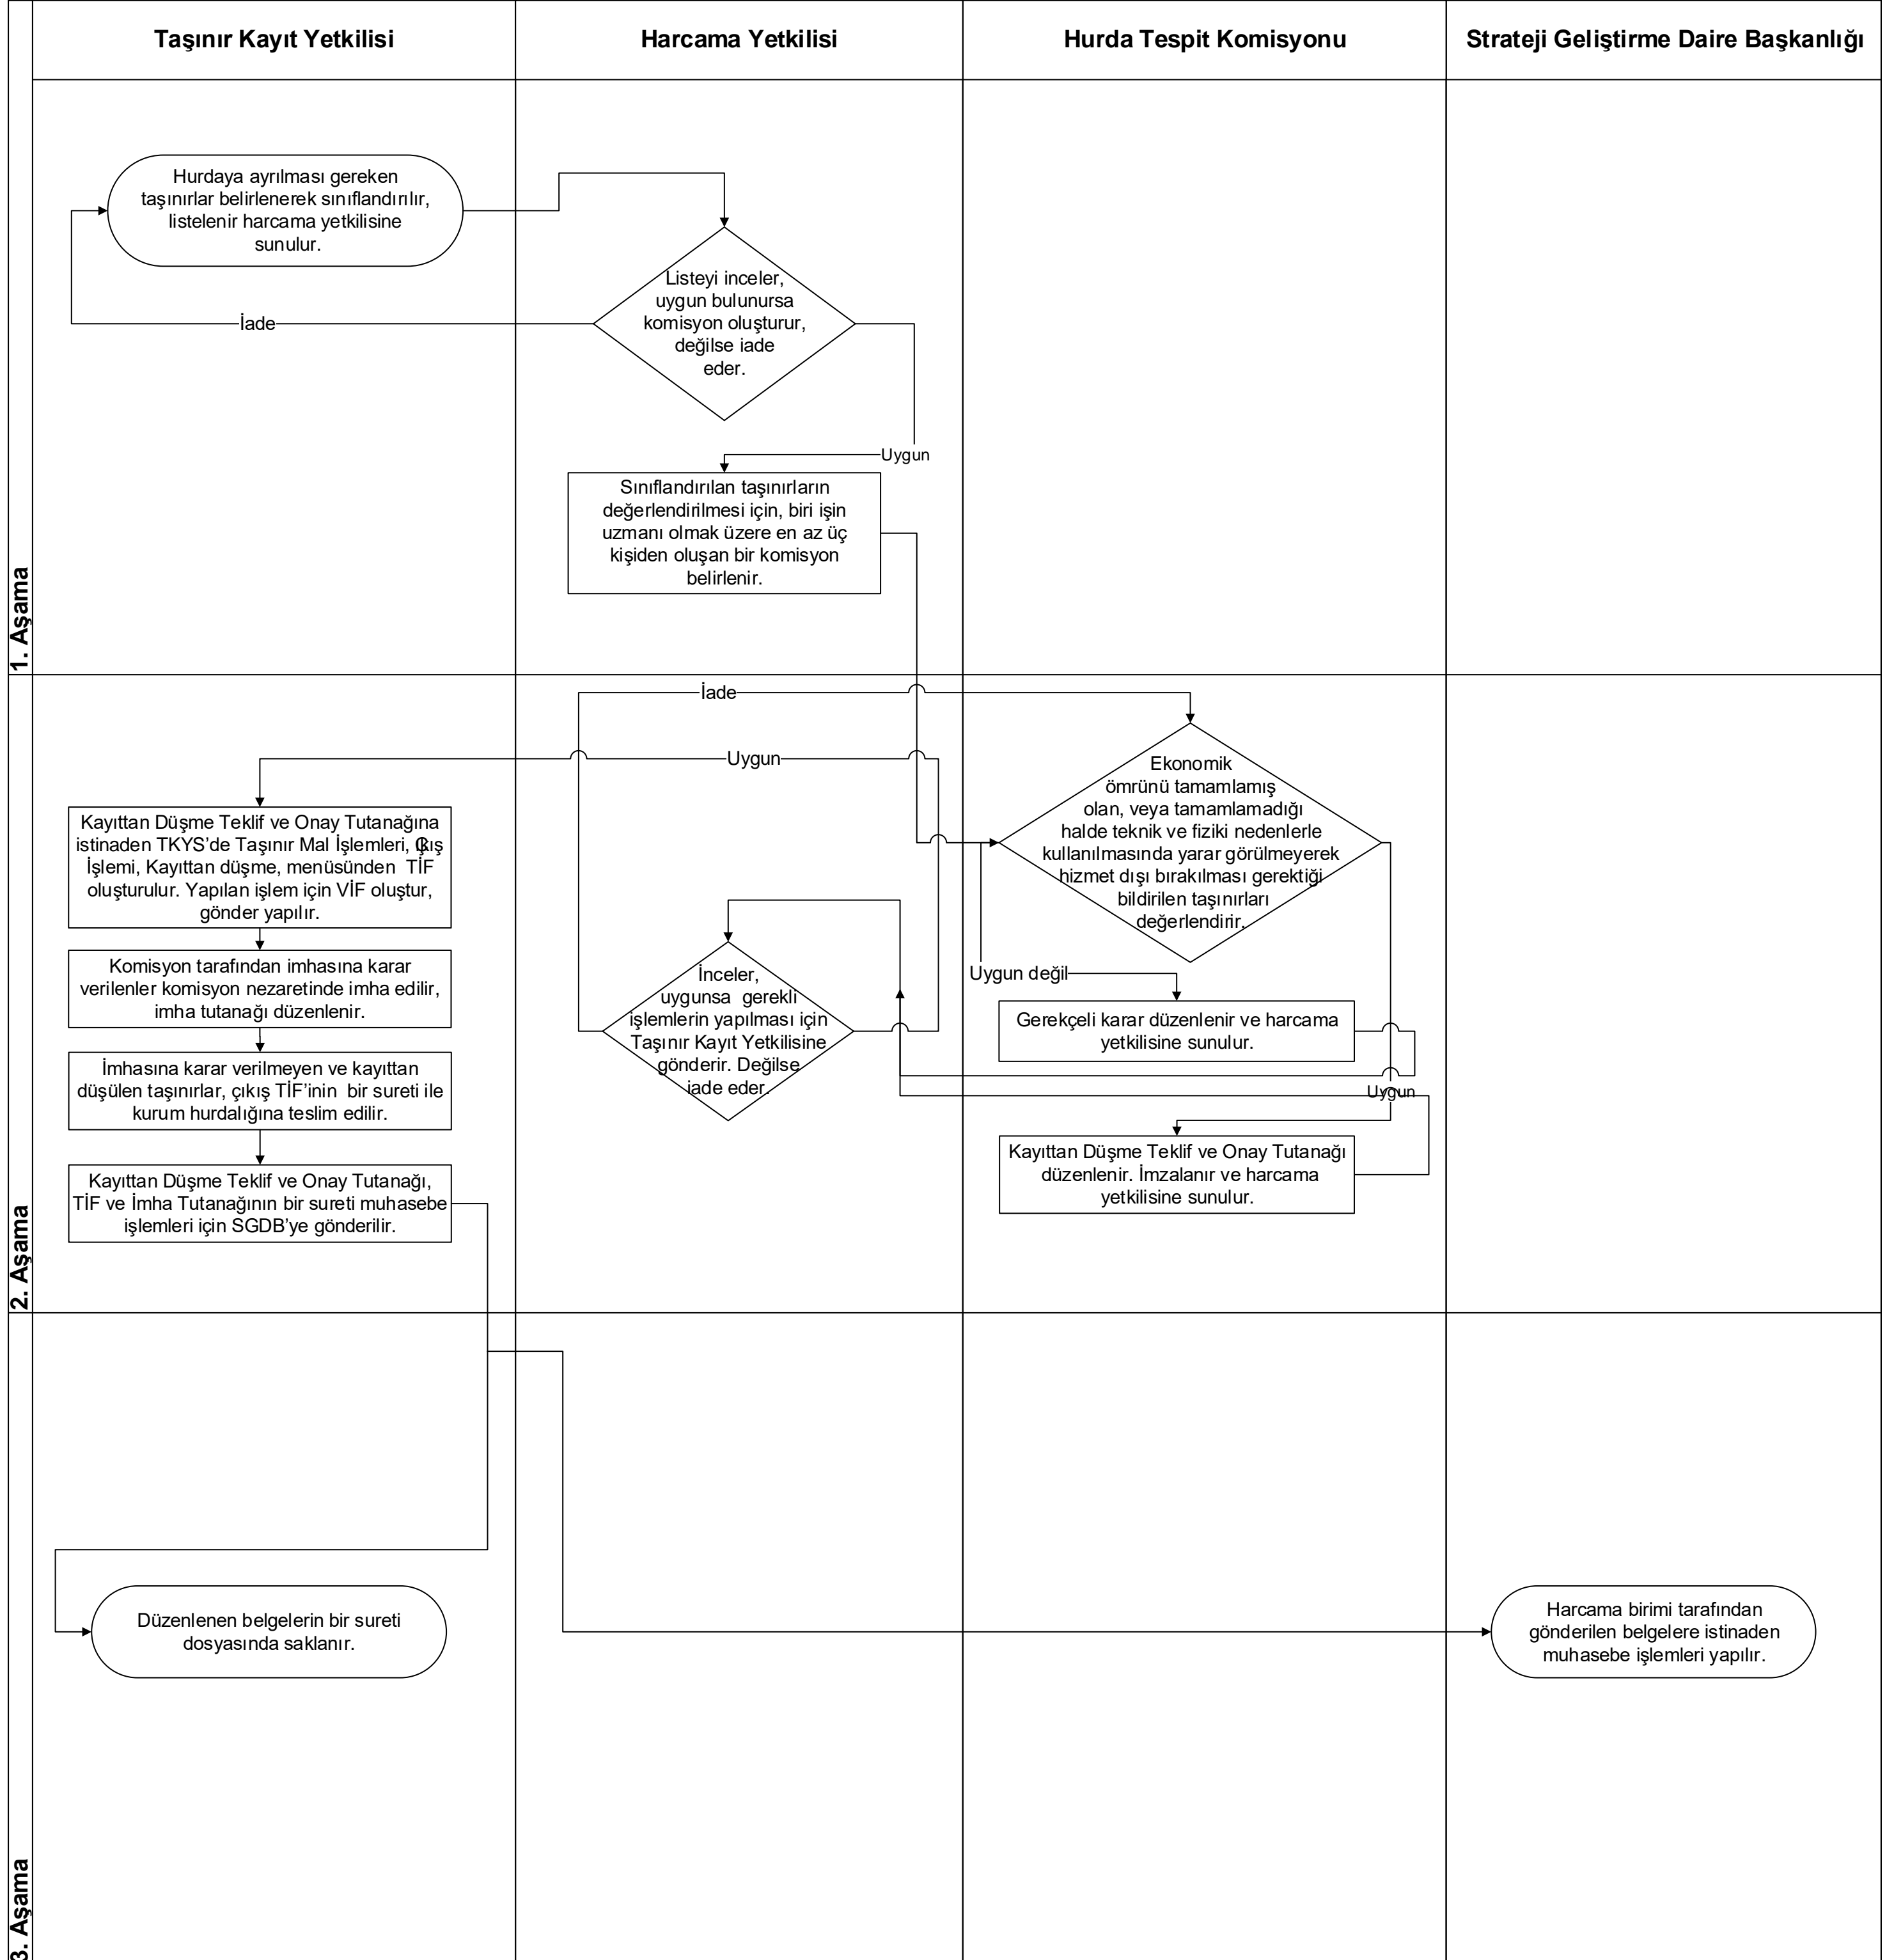 Taşınır Kayıt Yetkilisi
Harcama Yetkilisi
Hurda Tespit Komisyonu
Strateji Geliştirme Daire Başkanlığı
1. Aşama
Hurdaya ayrılması gereken
taşınırlar belirlenerek sınıflandırılır,
listelenir harcama yetkilisine
sunulur.
Listeyi inceler,
uygun bulunursa
komisyon oluşturur,
değilse iade
eder.
İade
Uygun
Sınıflandırılan taşınırların
değerlendirilmesi için, biri işin
uzmanı olmak üzere en az üç
kişiden oluşan bir komisyon
belirlenir.
2. Aşama
İade
Uygun
Ekonomik
ömrünü tamamlamış
olan, veya tamamlamadığı
halde teknik ve fiziki nedenlerle
kullanılmasında yarar görülmeyerek
hizmet dışı bırakılması gerektiği
bildirilen taşınırları
değerlendirir.
Kayıttan Düşme Teklif ve Onay Tutanağına
istinaden TKYS’de Taşınır Mal İşlemleri, Çıkış
İşlemi, Kayıttan düşme, menüsünden TİF
oluşturulur. Yapılan işlem için VİF oluştur,
gönder yapılır.
Komisyon tarafından imhasına karar
verilenler komisyon nezaretinde imha edilir,
imha tutanağı düzenlenir.
İmhasına karar verilmeyen ve kayıttan
düşülen taşınırlar, çıkış TİF’inin bir sureti ile
kurum hurdalığına teslim edilir.
Kayıttan Düşme Teklif ve Onay Tutanağı,
TİF ve İmha Tutanağının bir sureti muhasebe
işlemleri için SGDB’ye gönderilir.
İnceler,
uygunsa gerekli
işlemlerin yapılması için
Taşınır Kayıt Yetkilisine
gönderir. Değilse
iade eder.
Uygun değil
Gerekçeli karar düzenlenir ve harcama
yetkilisine sunulur.
Uygun
Kayıttan Düşme Teklif ve Onay Tutanağı
düzenlenir. İmzalanır ve harcama
yetkilisine sunulur.
3. Aşama
Düzenlenen belgelerin bir sureti
dosyasında saklanır.
Harcama birimi tarafından
gönderilen belgelere istinaden
muhasebe işlemleri yapılır.